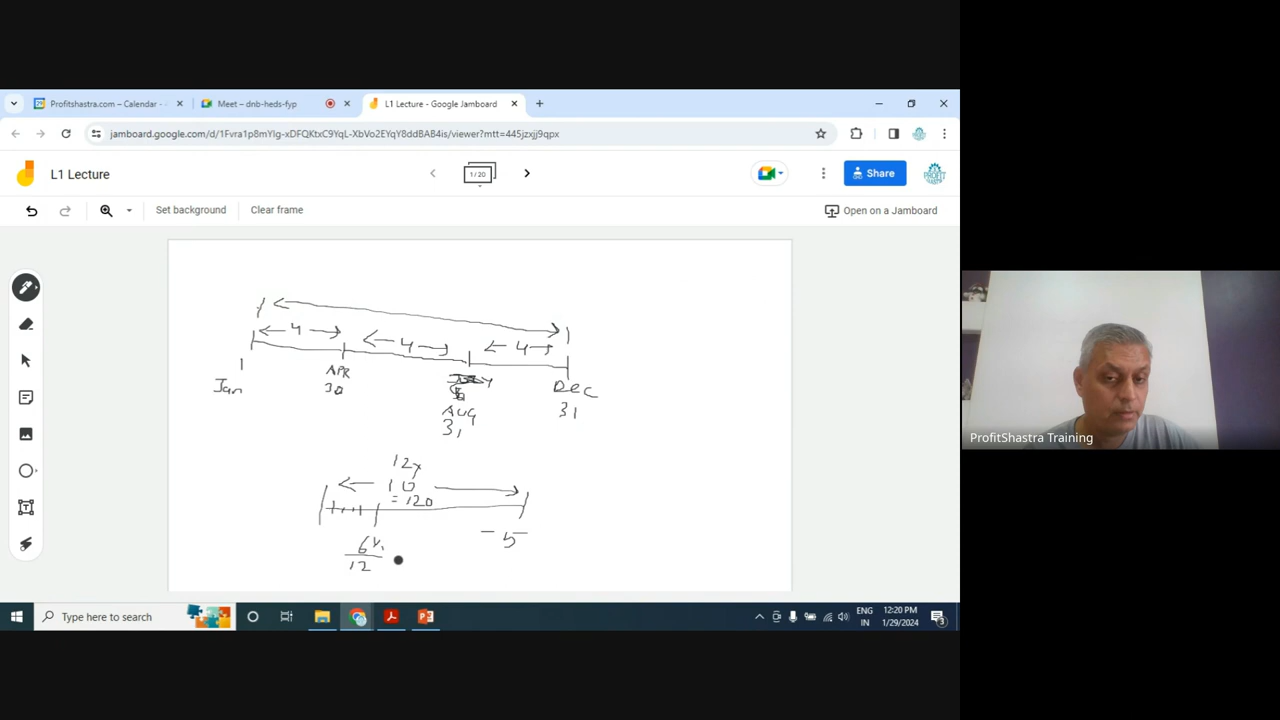 Profitshastra.com – Calendar -
Meet – dnb-heds-fyp
L1 Lecture - Google Jamboard
jamboard.google.com/d/1Fvra1p8mYlg-xDFQKtxC9YqL-XbVo2EYqY8ddBAB4is/viewer?mtt=445jzxjj9qpx
L1 Lecture
1/20
Share
PROFIT
Set background
Clear frame
Open on a Jamboard
4
4
4
1
Jan
APR
30
AUG
31
DEC
31
12x
10
= 120
6%
12
- 5
ProfitShastra Training
Type here to search
ENG
IN
12:20 PM
1/29/2024
3